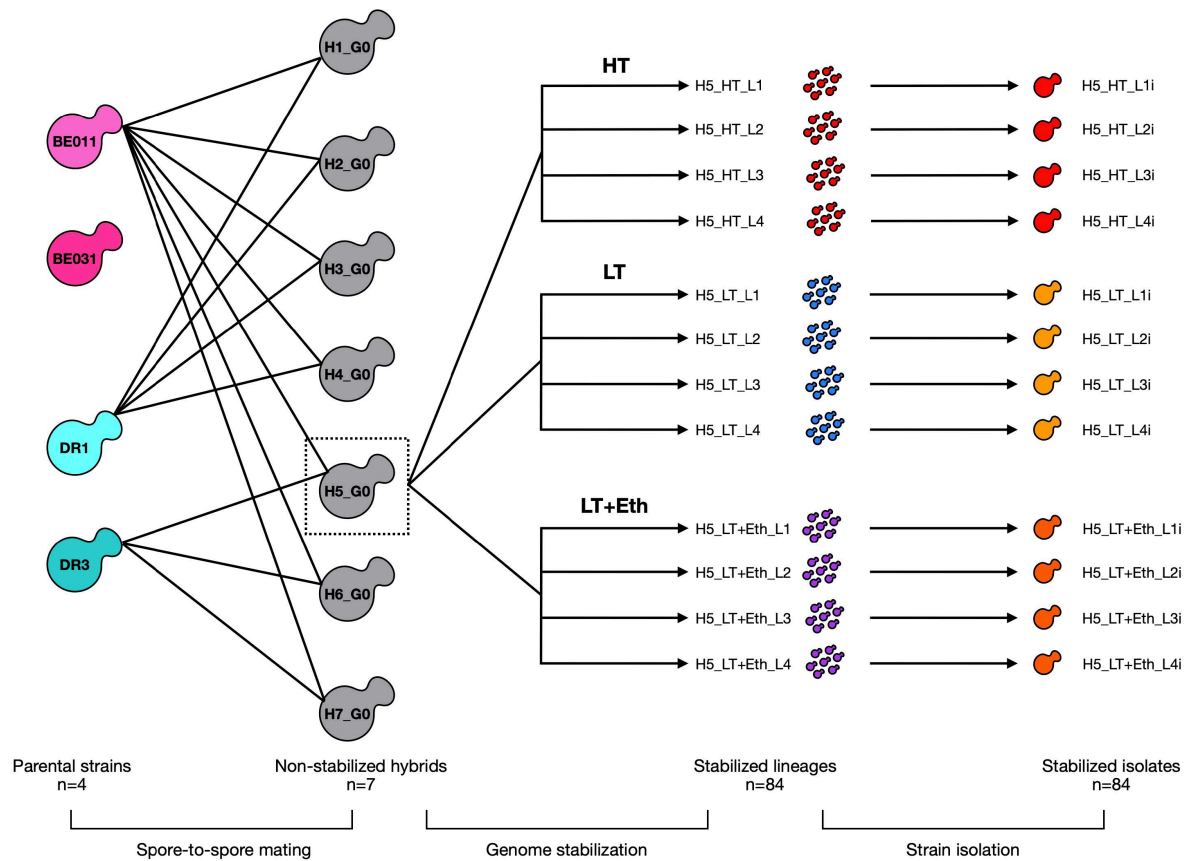 BE011
BE031
DR1
DR3
H1_G0
H2_G0
H3_G0
H4_G0
H5_G0
H6_G0
H7_G0
HT
H5_HT_L1
H5_HT_L2
H5_HT_L3
H5_HT_L4
H5_HT_L1i
H5_HT_L2i
H5_HT_L3i
H5_HT_L4i
LT
H5_LT_L1
H5_LT_L2
H5_LT_L3
H5_LT_L4
H5_LT_L1i
H5_LT_L2i
H5_LT_L3i
H5_LT_L4i
LT+Eth
H5_LT+Eth_L1
H5_LT+Eth_L2
H5_LT+Eth_L3
H5_LT+Eth_L4
H5_LT+Eth_L1i
H5_LT+Eth_L2i
H5_LT+Eth_L3i
H5_LT+Eth_L4i
Parental strains
n=4
Non-stabilized hybrids
n=7
Stabilized lineages
n=84
Stabilized isolates
n=84
Spore-to-spore mating
Genome stabilization
Strain isolation